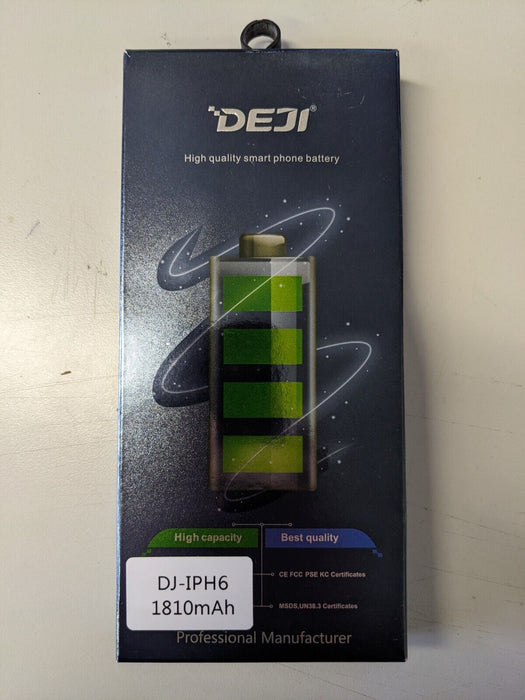 DEJI®
High quality smart phone battery
High capacity
Best quality
CE FCC PSE KC Certificates
MSDS,UN38.3 Certificates
DJ-IPH6
1810mAh
Professional Manufacturer